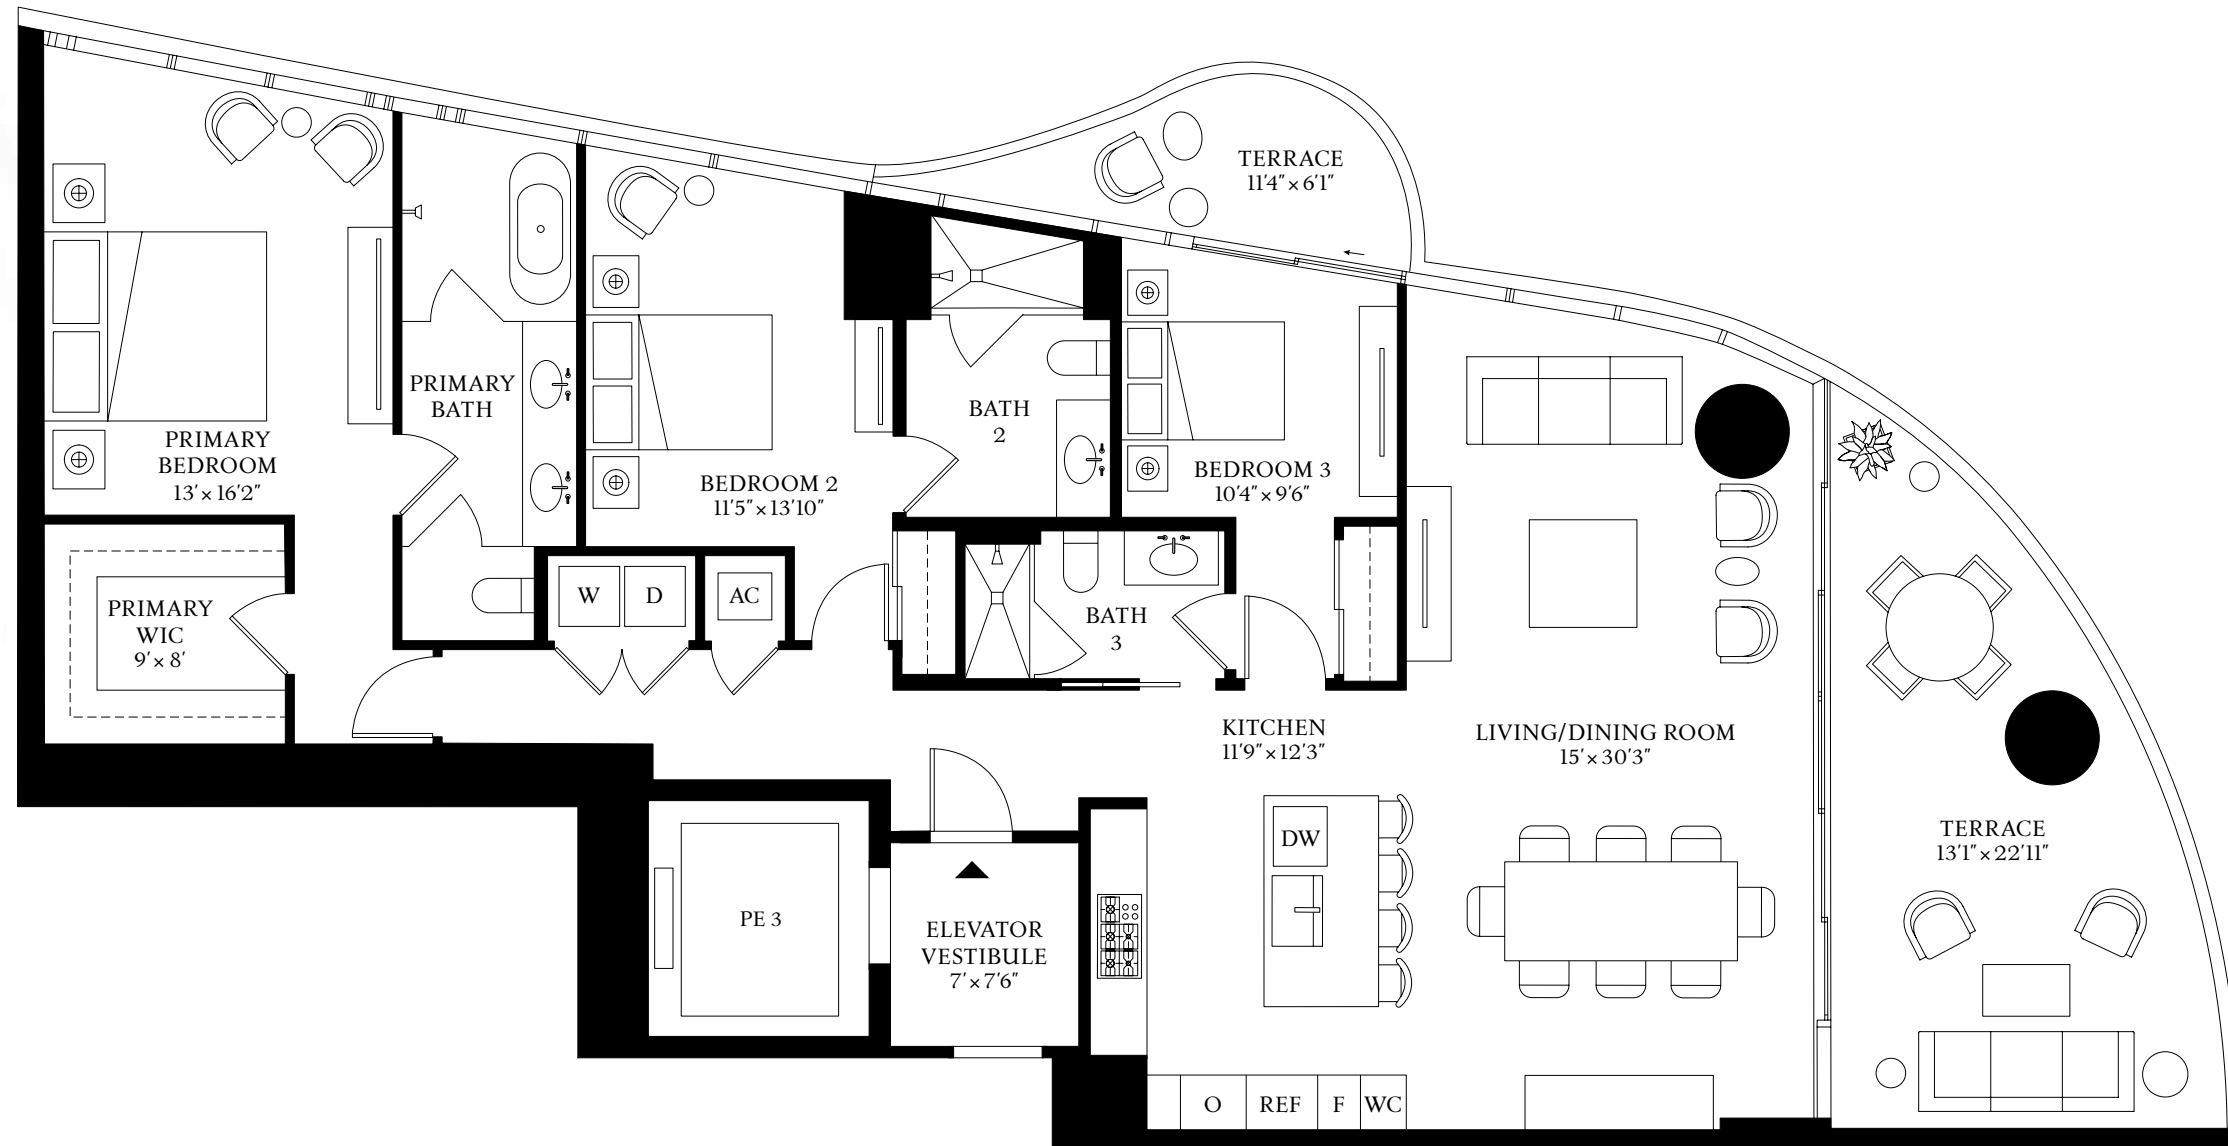 TERRACE
11'4" × 6'1"
PRIMARY
BATH
PRIMARY
BEDROOM
13' × 16'2"
BEDROOM 2
11'5" × 13'10"
BATH
2
BEDROOM 3
10'4" × 9'6"
PRIMARY
WIC
9' × 8'
W
D
AC
BATH
3
KITCHEN
11'9" × 12'3"
LIVING/DINING ROOM
15' × 30'3"
TERRACE
13'1" × 22'11"
DW
PE 3
ELEVATOR
VESTIBULE
7' × 7'6"
O
REF
F
WC